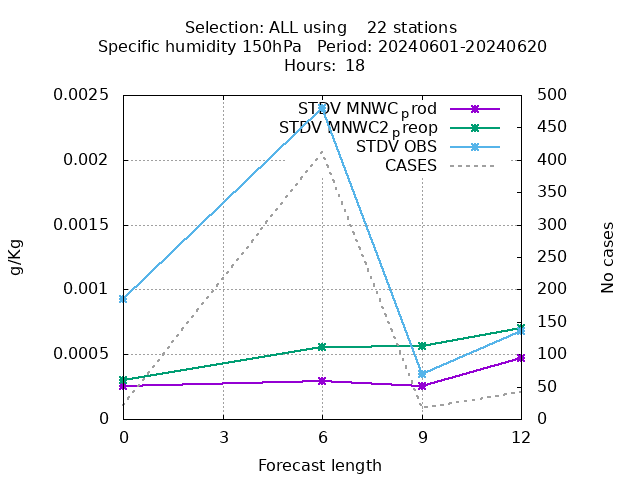 Selection: ALL using    22 stations
Specific humidity 150hPa   Period: 20240601-20240620
Hours: 18
STDV MNWC_prod
STDV MNWC2_preop
STDV OBS
CASES
g/Kg
0.0025
0.002
0.0015
0.001
0.0005
0
500
450
400
350
300
250
200
150
100
50
0
No cases
0 3 6 9 12
Forecast length